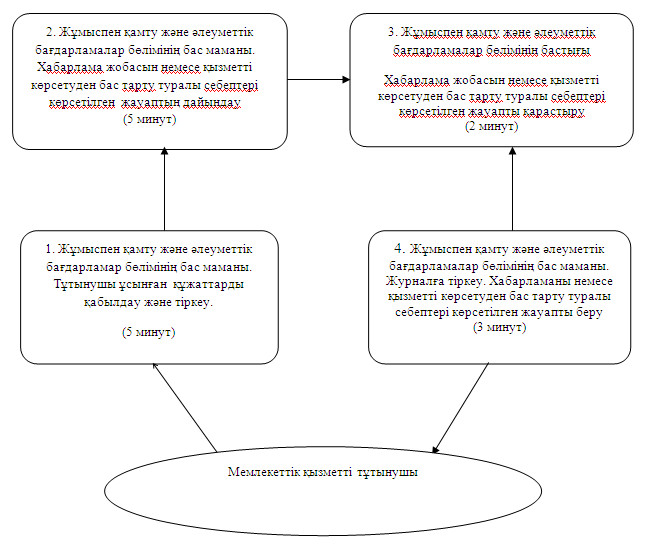 2. Жұмыспен қамту және әлеуметтік
бағдарламалар бөлімінің бас маманы.
Хабарлама жобасын немесе қызметті
көрсетуден бас тарту туралы себептері
көрсетілген жауаптын дайындау
(5 минут)
3. Жұмыспен қамту және әлеуметтік
бағдарламалар бөлімінің бастығы
Хабарлама жобасын немесе қызметті
көрсетуден бас тарту туралы себептері
көрсетілген жауапты қарастыру
(2 минут)
1. Жұмыспен қамту және әлеуметтік
бағдарламар бөлімінің бас маманы.
Тұтынушы ұсынған құжаттарды
қабылдау және тіркеу.
(5 минут)
4. Жұмыспен қамту және әлеуметтік
бағдарламалар бөлімінің бас маманы.
Журналға тіркеу. Хабарламаны немесе
қызметті көрсетуден бас тарту туралы
себептері көрсетілген жауапты беру
(3 минут)
Мемлекеттік қызметті тұтынушы